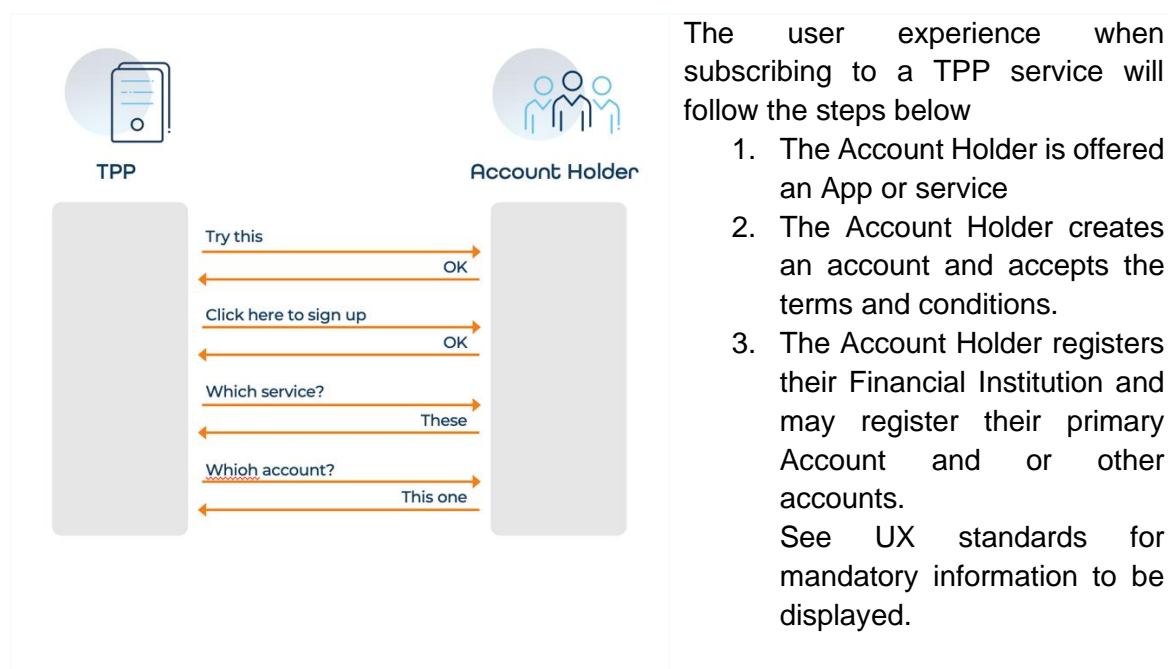 TPP
Account Holder
Try this
OK
Click here to sign up
OK
Which service?
These
Whioh account?
This one
The user experience when
subscribing to a TPP service will
follow the steps below
1. The Account Holder is offered
an App or service
2. The Account Holder creates
an account and accepts the
terms and conditions.
3. The Account Holder registers
their Financial Institution and
may register their primary
Account and or other
accounts.
See UX standards for
mandatory information to be
displayed.